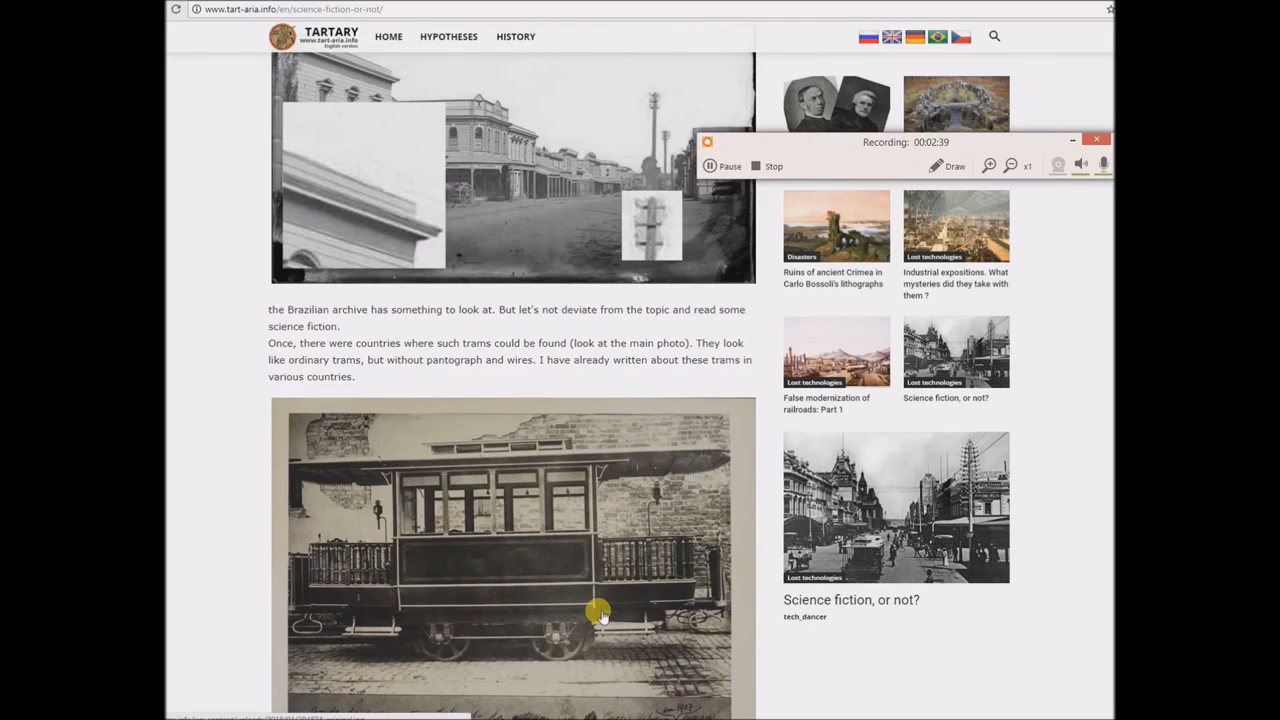 www.tart-aria.info/en/science-fiction-or-not/
TARTARY
www.tart-aria.info
English version
HOME
HYPOTHESES
HISTORY
Recording: 00:02:39
Pause
Stop
Draw
x1
the Brazilian archive has something to look at. But let's not deviate from the topic and read some
science fiction.
Once, there were countries where such trams could be found (look at the main photo). They look
like ordinary trams, but without pantograph and wires. I have already written about these trams in
various countries.
Disasters
Ruins of ancient Crimea in
Carlo Bossoli's lithographs
Lost technologies
Industrial expositions. What
mysteries did they take with
them ?
Lost technologies
False modernization of
railroads: Part 1
Lost technologies
Science fiction, or not?
Lost technologies
Science fiction, or not?
tech_dancer
em 1907